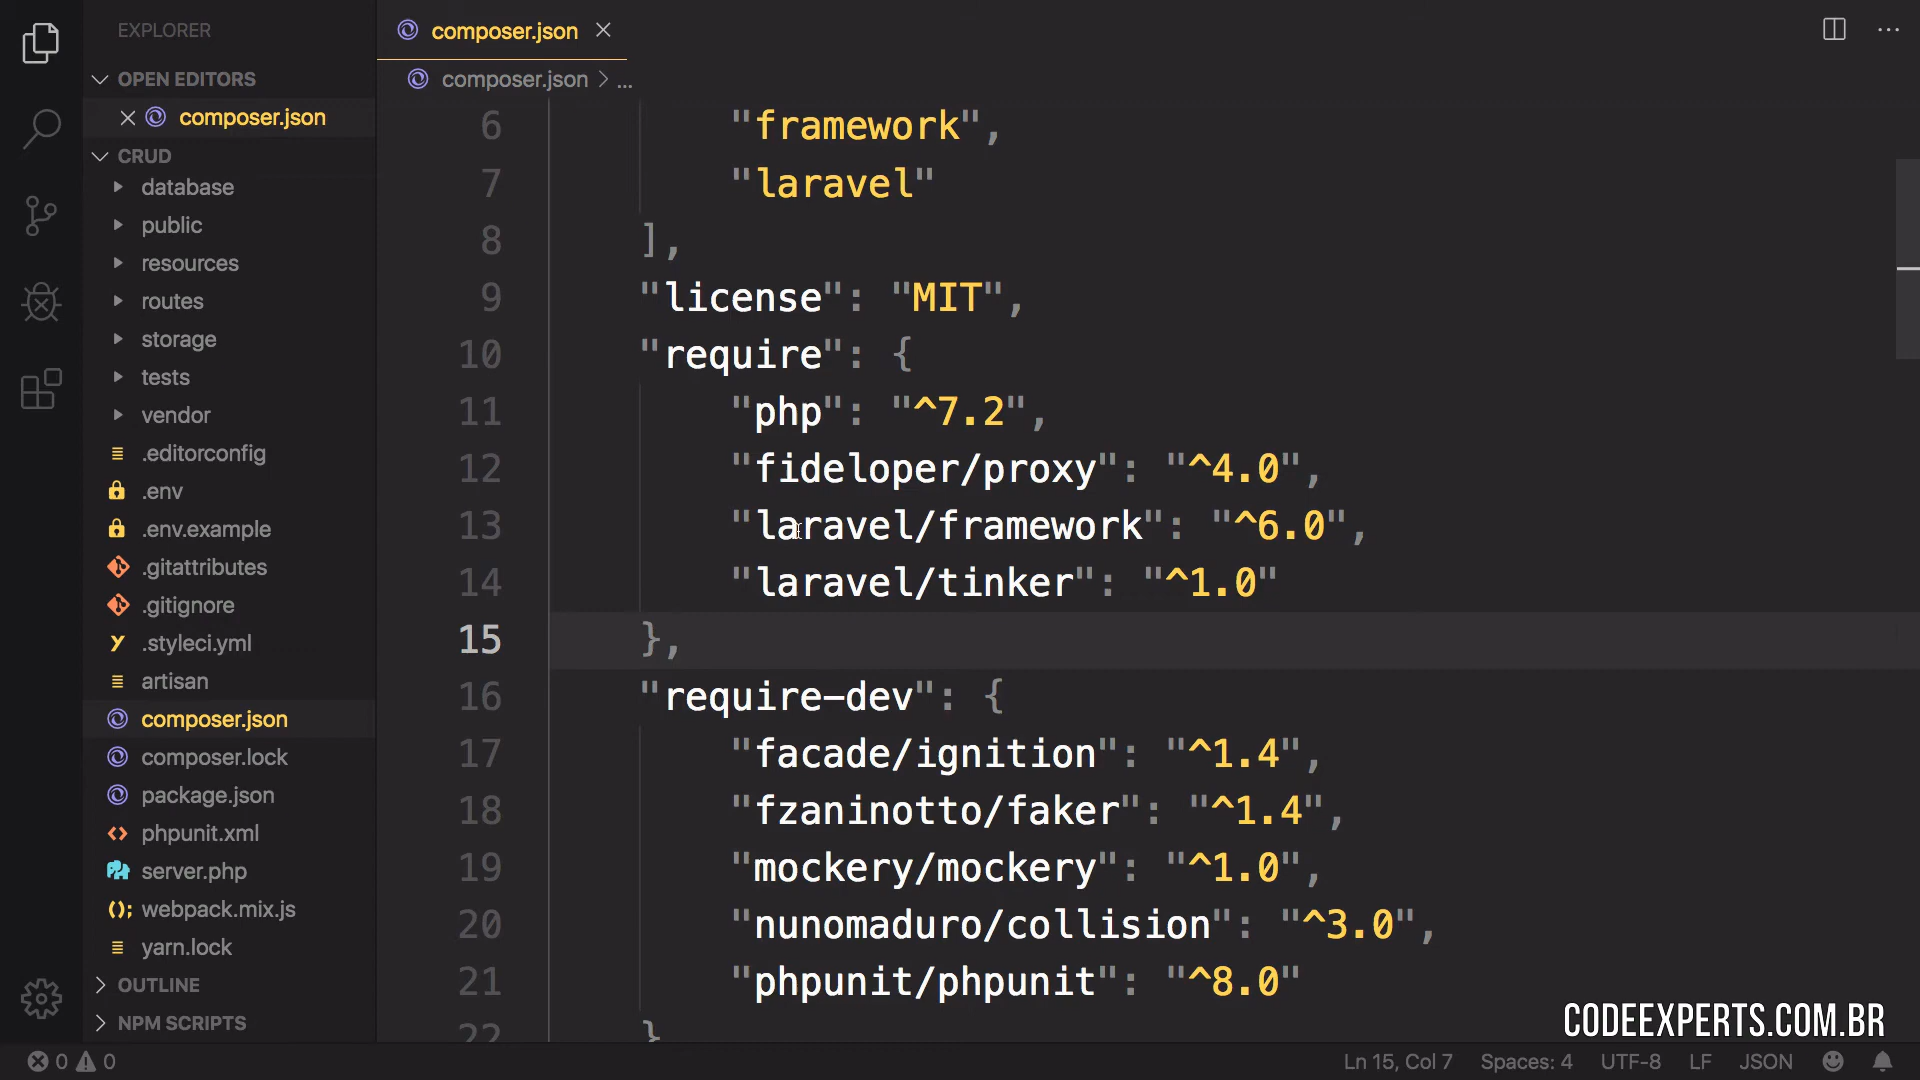 EXPLORER
OPEN EDITORS
composer.json
CRUD
database
public
resources
routes
storage
tests
vendor
.editorconfig
.env
.env.example
.gitattributes
.gitignore
.styleci.yml
artisan
composer.json
composer.lock
package.json
phpunit.xml
server.php
webpack.mix.js
yarn.lock
OUTLINE
NPM SCRIPTS
composer.json
composer.json > ...
6 "framework",
7 "laravel"
8 ],
9 "license": "MIT",
10 "require": {
11 "php": "^7.2",
12 "fideloper/proxy": "^4.0",
13 "laravel/framework": "^6.0",
14 "laravel/tinker": "^1.0"
15 },
16 "require-dev": {
17 "facade/ignition": "^1.4",
18 "fzaninotto/faker": "^1.4",
19 "mockery/mockery": "^1.0",
20 "nunomaduro/collision": "^3.0",
21 "phpunit/phpunit": "^8.0"
22 }
CODEEXPERTS.COM.BR
0 0
Ln 15, Col 7 Spaces: 4 UTF-8 LF JSON